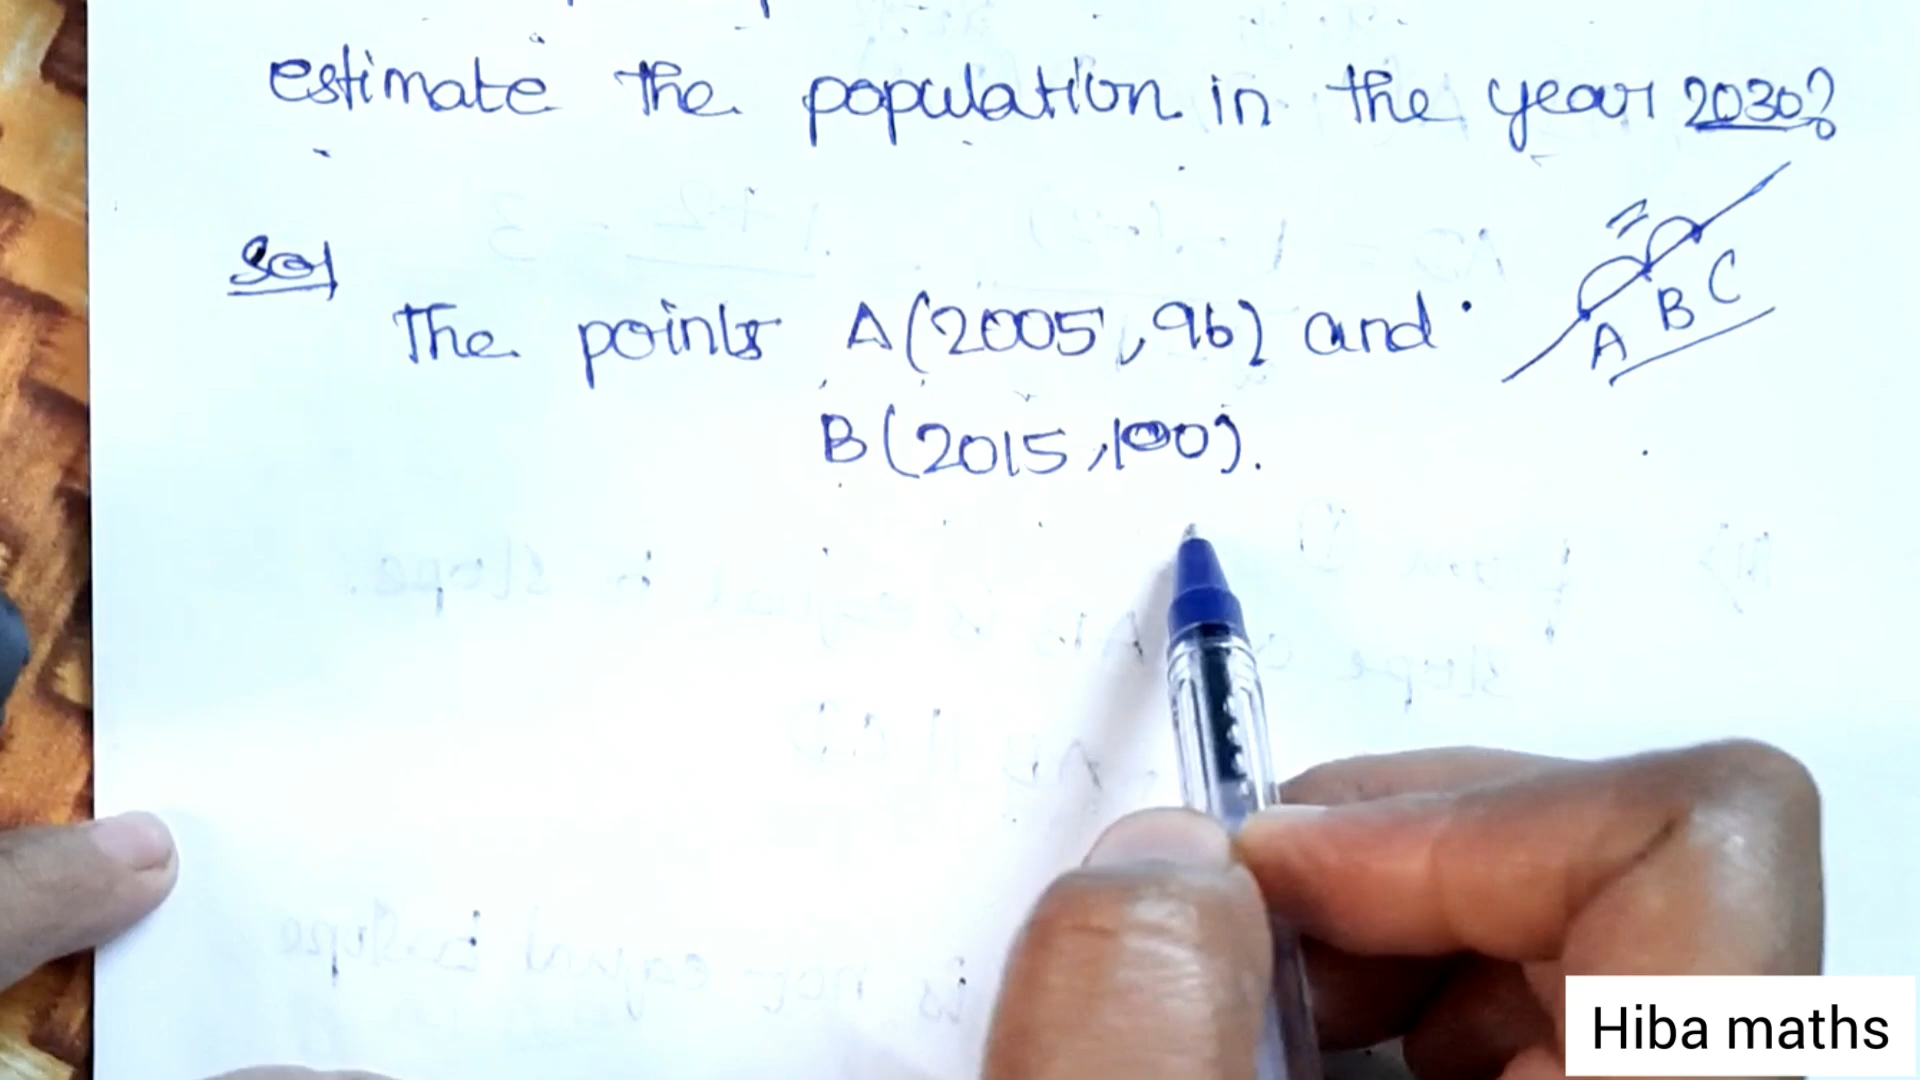 estimate the population in the year 2030?
Sol
The points A(2005, 96) and
B(2015, 100).
A B C
Hiba maths